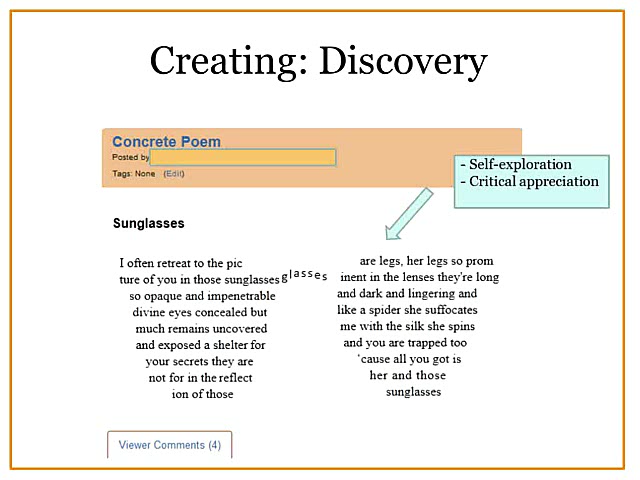 Creating: Discovery
Concrete Poem
Posted by
Tags: None (Edit)
- Self-exploration
- Critical appreciation
Sunglasses
I often retreat to the pic
ture of you in those sunglasses
so opaque and impenetrable
divine eyes concealed but
much remains uncovered
and exposed a shelter for
your secrets they are
not for in the reflect
ion of those
glasses
are legs, her legs so prom
inent in the lenses they're long
and dark and lingering and
like a spider she suffocates
me with the silk she spins
and you are trapped too
'cause all you got is
her and those
sunglasses
Viewer Comments (4)